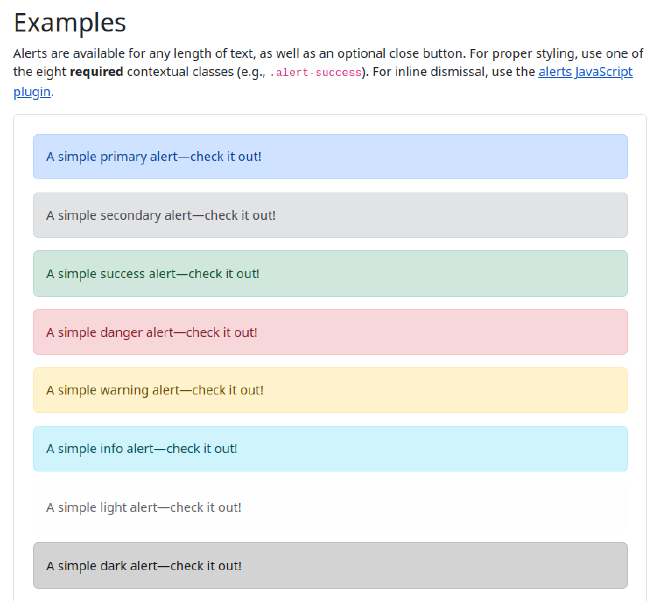 Examples
Alerts are available for any length of text, as well as an optional close button. For proper styling, use one of
the eight required contextual classes (e.g., .alert-success). For inline dismissal, use the alerts JavaScript
plugin.
A simple primary alert—check it out!
A simple secondary alert—check it out!
A simple success alert—check it out!
A simple danger alert—check it out!
A simple warning alert—check it out!
A simple info alert—check it out!
A simple light alert—check it out!
A simple dark alert—check it out!